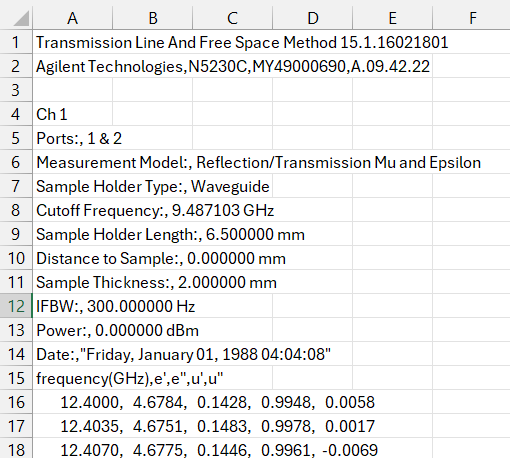 A B C D E F
1 Transmission Line And Free Space Method 15.1.16021801
2 Agilent Technologies,N5230C,MY49000690,A.09.42.22
3
4 Ch 1
5 Ports:, 1 & 2
6 Measurement Model:, Reflection/Transmission Mu and Epsilon
7 Sample Holder Type:, Waveguide
8 Cutoff Frequency:, 9.487103 GHz
9 Sample Holder Length:, 6.500000 mm
10 Distance to Sample:, 0.000000 mm
11 Sample Thickness:, 2.000000 mm
12 IFBW:, 300.000000 Hz
13 Power:, 0.000000 dBm
14 Date:,"Friday, January 01, 1988 04:04:08"
15 frequency(GHz),e',e",u',u"
16 12.4000, 4.6784, 0.1428, 0.9948, 0.0058
17 12.4035, 4.6751, 0.1483, 0.9978, 0.0017
18 12.4070, 4.6775, 0.1446, 0.9961, -0.0069